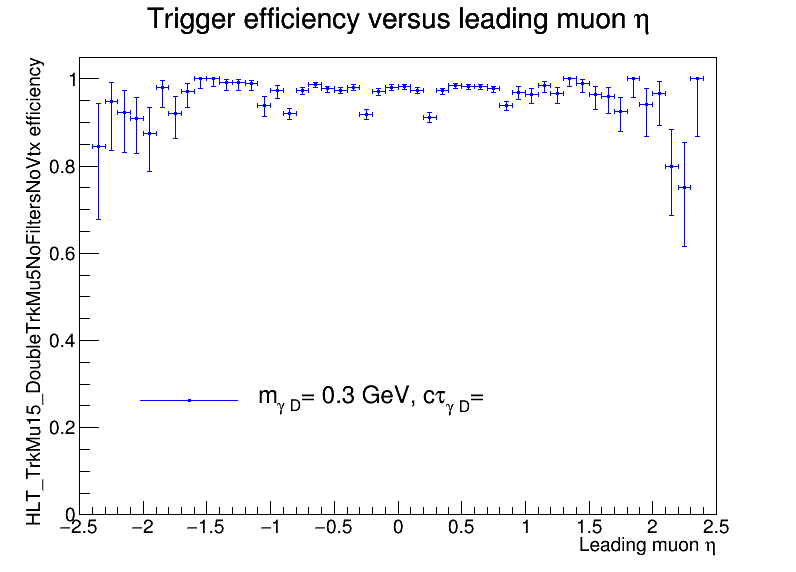 Trigger efficiency versus leading muon η
HLT_TrkMu15_DoubleTrkMu5NoFiltersNoVtx efficiency
1
0.8
0.6
0.4
0.2
0
m_{γ D}= 0.3 GeV, cτ_{γ D}=
−2.5 −2 −1.5 −1 −0.5 0 0.5 1 1.5 2 2.5
Leading muon η